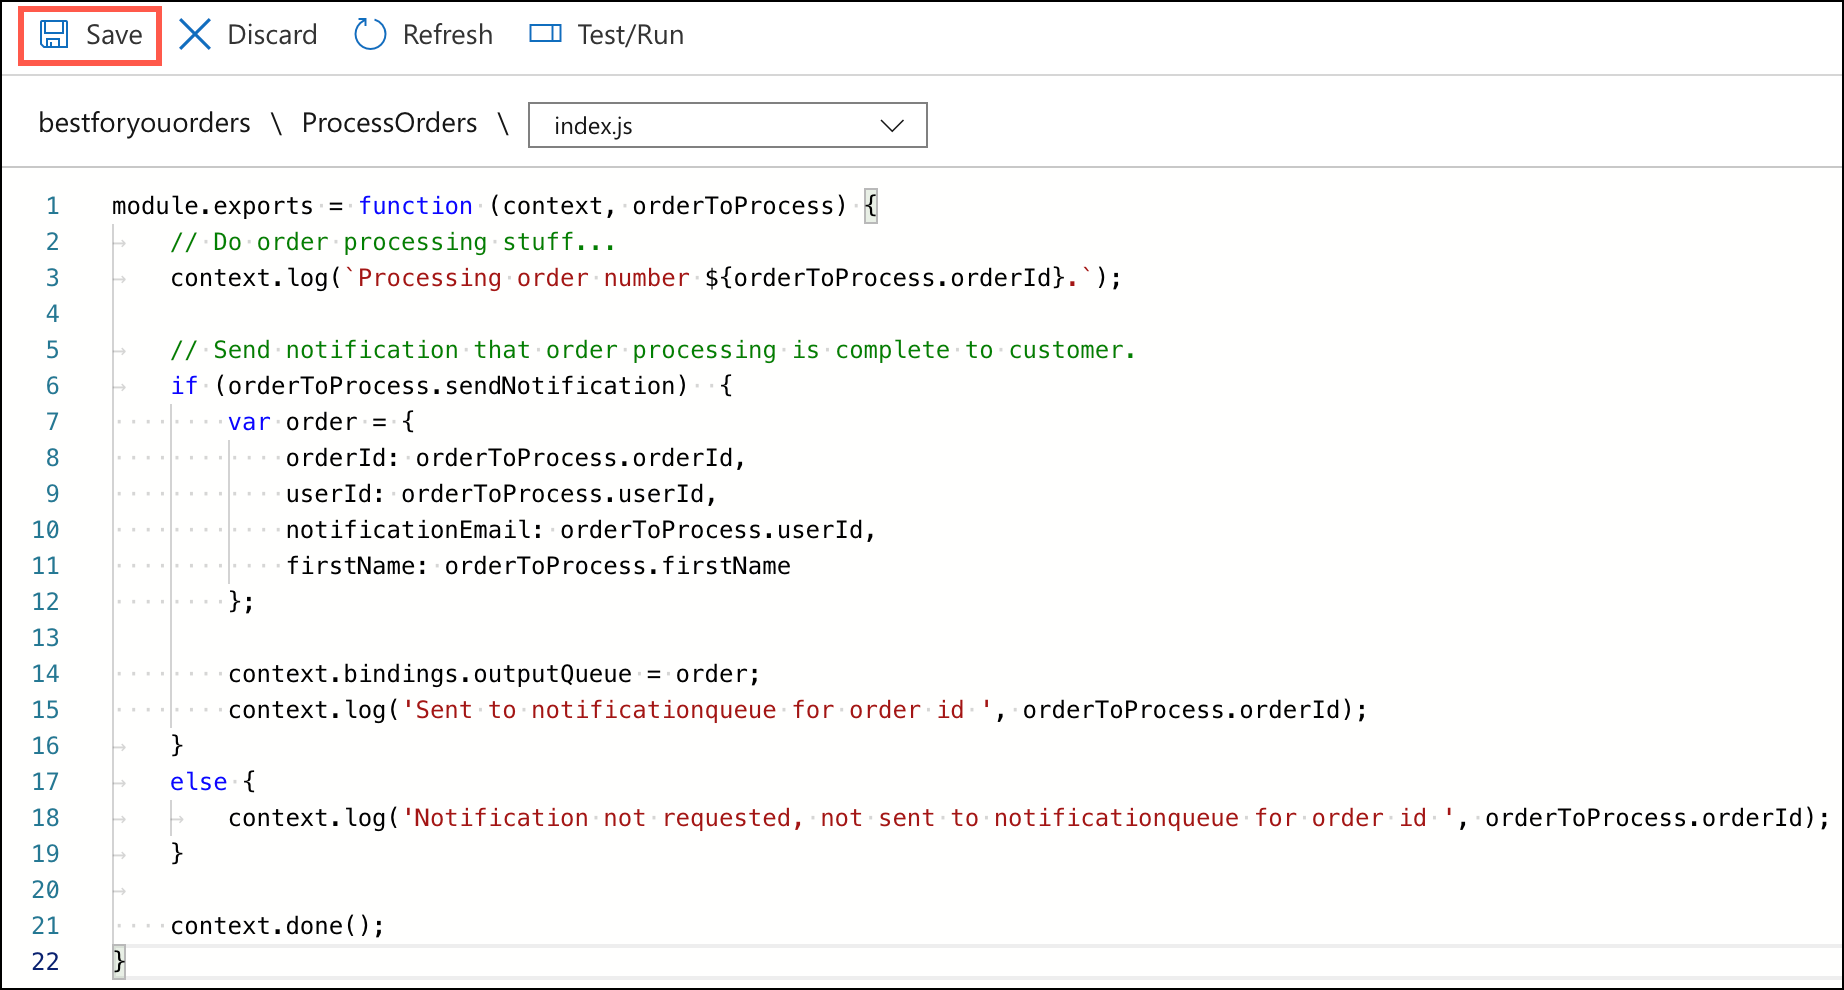 Save Discard Refresh Test/Run
bestforyouorders \ ProcessOrders \ index.js
1 module.exports = function (context, orderToProcess) {
2 // Do order processing stuff...
3 context.log(`Processing order number ${orderToProcess.orderId}.`);
4
5 // Send notification that order processing is complete to customer.
6 if (orderToProcess.sendNotification)  {
7 var order = {
8 orderId: orderToProcess.orderId,
9 userId: orderToProcess.userId,
10 notificationEmail: orderToProcess.userId,
11 firstName: orderToProcess.firstName
12 };
13
14 context.bindings.outputQueue = order;
15 context.log('Sent to notificationqueue for order id ', orderToProcess.orderId);
16 }
17 else {
18 context.log('Notification not requested, not sent to notificationqueue for order id ', orderToProcess.orderId);
19 }
20
21 context.done();
22 }